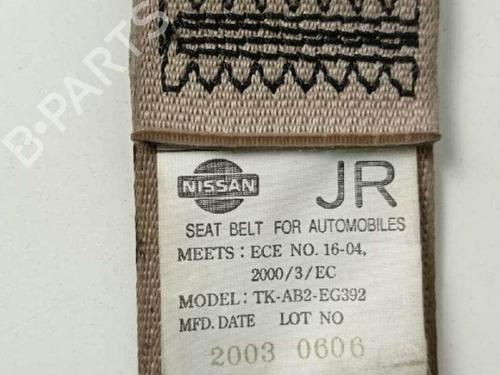 B-PARTS
NISSAN JR
SEAT BELT FOR AUTOMOBILES
MEETS : ECE NO. 16-04,
2000/3/EC
MODEL: TK-AB2-EG392
MFD. DATE LOT NO
2003 0606